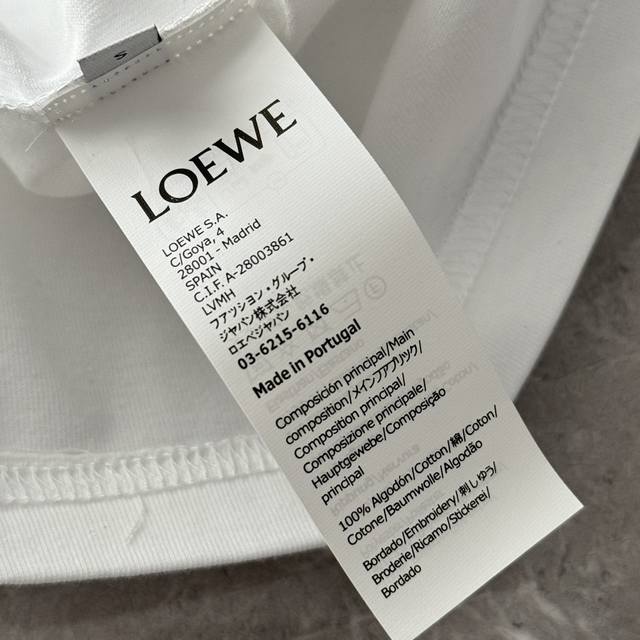 S
LOEWE
LOEWE S.A.
C/Goya, 4
28001 - Madrid
SPAIN
C.I.F. A-28003861
LVMH
ファッション・グループ・
ジャパン株式会社
ロエベジャパン
03-6215-6116
Made in Portugal
Composición principal/Main
composition/メインファブリック/
Composition principal/
Composizione principale/
Hauptgewebe/Composição
principal
100% Algodón/Cotton/綿/Coton/
Cotone/Baumwolle/Algodão
Bordado/Embroidery/刺しゅう/
Broderie/Ricamo/Stickerei/
Bordado